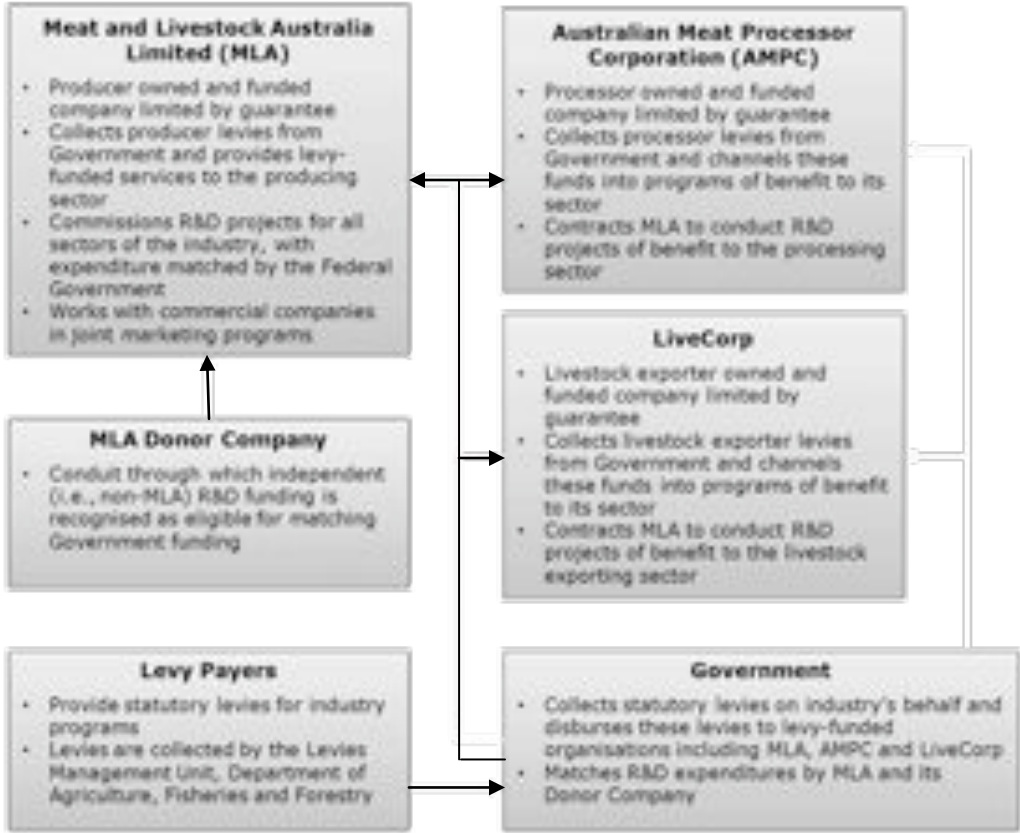 Meat and Livestock Australia
Limited (MLA)
• Producer owned and funded
company limited by guarantee
• Collects producer levies from
Government and provides levy-
funded services to the producing
sector
• Commissions R&D projects for all
sectors of the industry, with
expenditure matched by the Federal
Government
• Works with commercial companies
in joint marketing programs
Australian Meat Processor
Corporation (AMPC)
• Processor owned and funded
company limited by guarantee
• Collects processor levies from
Government and channels these
funds into programs of benefit to its
sector
• Contracts MLA to conduct R&D
projects of benefit to the processing
sector
LiveCorp
• Livestock exporter owned and
funded company limited by
guarantee
• Collects livestock exporter levies
from Government and channels
these funds into programs of benefit
to its sector
• Contracts MLA to conduct R&D
projects of benefit to the livestock
exporting sector
MLA Donor Company
• Conduit through which independent
(i.e., non-MLA) R&D funding is
recognised as eligible for matching
Government funding
Levy Payers
• Provide statutory levies for industry
programs
• Levies are collected by the Levies
Management Unit, Department of
Agriculture, Fisheries and Forestry
Government
• Collects statutory levies on industry's behalf and
disburses these levies to levy-funded
organisations including MLA, AMPC and LiveCorp
• Matches R&D expenditures by MLA and its
Donor Company